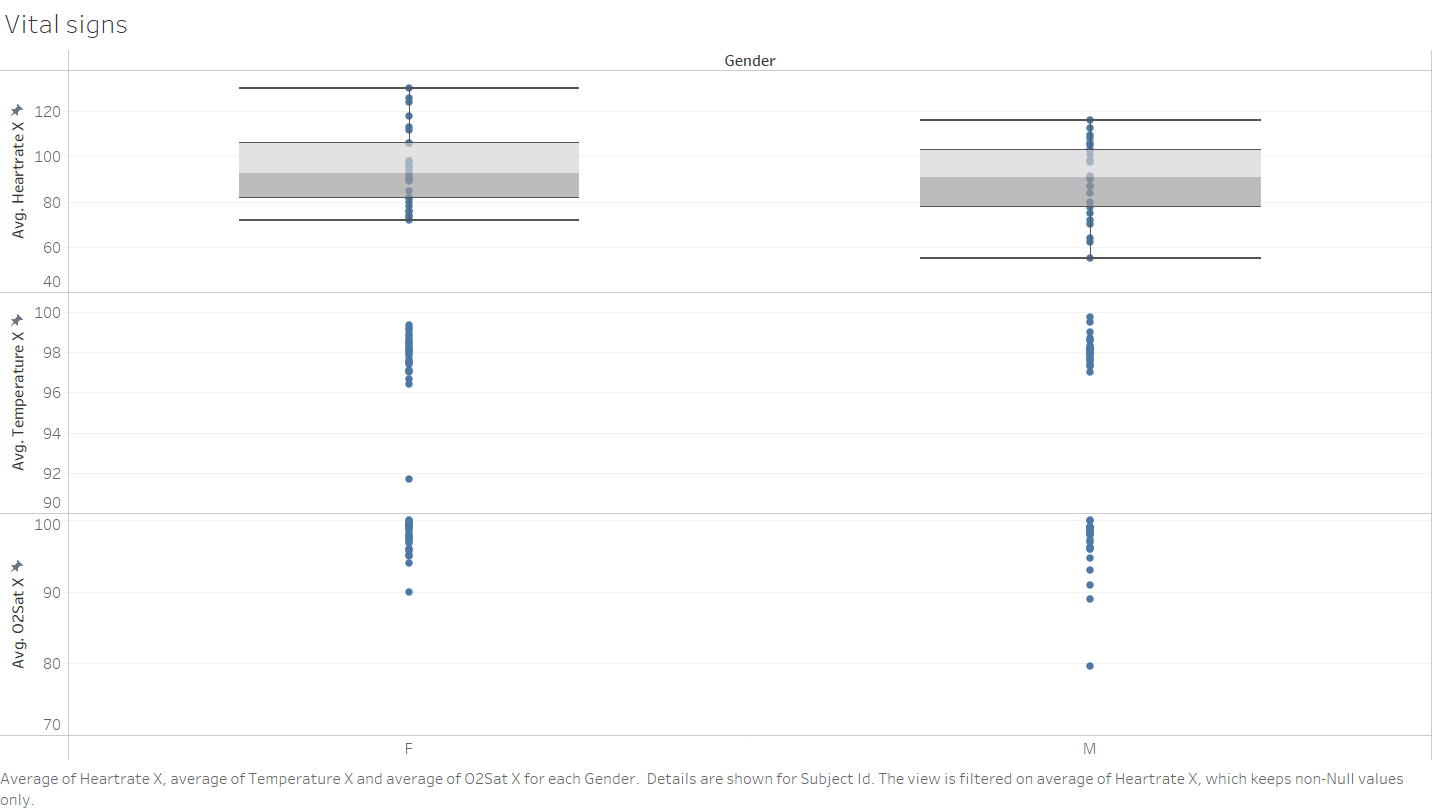 Vital signs
Gender
Avg. Heartrate X
120
100
80
60
40
Avg. Temperature X
100
98
96
94
92
90
Avg. O2Sat X
100
90
80
70
F
M
Average of Heartrate X, average of Temperature X and average of O2Sat X for each Gender.  Details are shown for Subject Id. The view is filtered on average of Heartrate X, which keeps non-Null values
only.